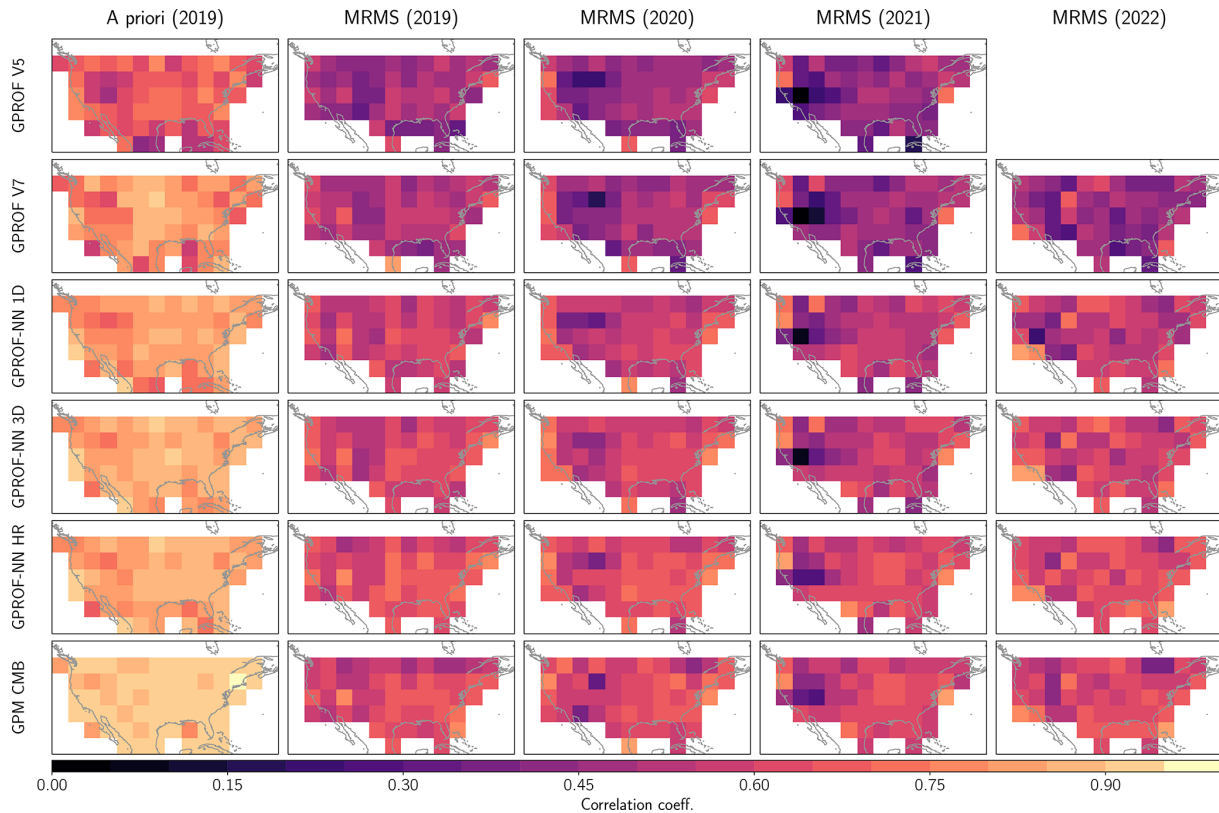 A priori (2019) MRMS (2019) MRMS (2020) MRMS (2021) MRMS (2022)
GPROF V5
GPROF V7
GPROF-NN 1D
GPROF-NN 3D
GPROF-NN HR
GPM CMB
0.00 0.15 0.30 0.45 0.60 0.75 0.90
Correlation coeff.